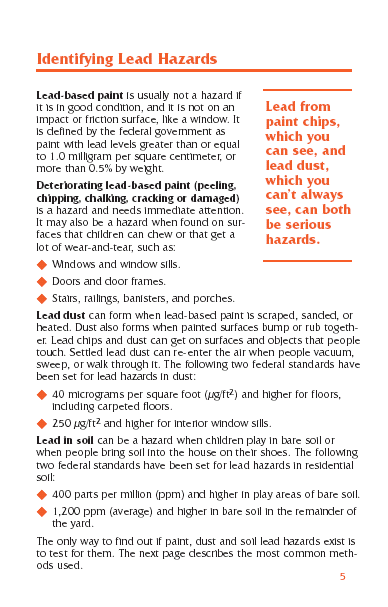 Identifying Lead Hazards
Lead-based paint is usually not a hazard if
it is in good condition, and it is not on an
impact or friction surface, like a window. It
is defined by the federal government as
paint with lead levels greater than or equal
to 1.0 milligram per square centimeter, or
more than 0.5% by weight.
Deteriorating lead-based paint (peeling,
chipping, chalking, cracking or damaged)
is a hazard and needs immediate attention.
It may also be a hazard when found on sur-
faces that children can chew or that get a
lot of wear-and-tear, such as:
◆ Windows and window sills.
◆ Doors and door frames.
◆ Stairs, railings, banisters, and porches.
Lead from
paint chips,
which you
can see, and
lead dust,
which you
can't always
see, can both
be serious
hazards.
Lead dust can form when lead-based paint is scraped, sanded, or
heated. Dust also forms when painted surfaces bump or rub togeth-
er. Lead chips and dust can get on surfaces and objects that people
touch. Settled lead dust can re-enter the air when people vacuum,
sweep, or walk through it. The following two federal standards have
been set for lead hazards in dust:
◆ 40 micrograms per square foot (µg/ft²) and higher for floors,
including carpeted floors.
◆ 250 µg/ft² and higher for interior window sills.
Lead in soil can be a hazard when children play in bare soil or
when people bring soil into the house on their shoes. The following
two federal standards have been set for lead hazards in residential
soil:
◆ 400 parts per million (ppm) and higher in play areas of bare soil.
◆ 1,200 ppm (average) and higher in bare soil in the remainder of
the yard.
The only way to find out if paint, dust and soil lead hazards exist is
to test for them. The next page describes the most common meth-
ods used.
5